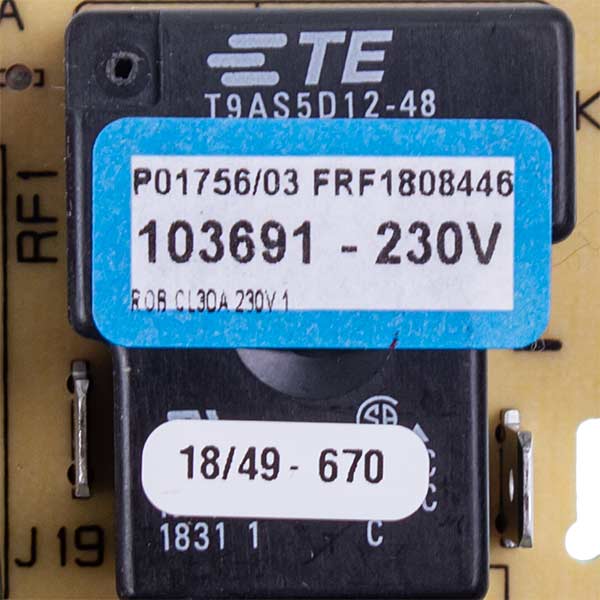 TE
T9AS5D12-48
P01756/03 FRF1808446
103691 - 230V
ROB CL30A 230V 1
RF1
K
18/49 - 670
1831 1
C
J19